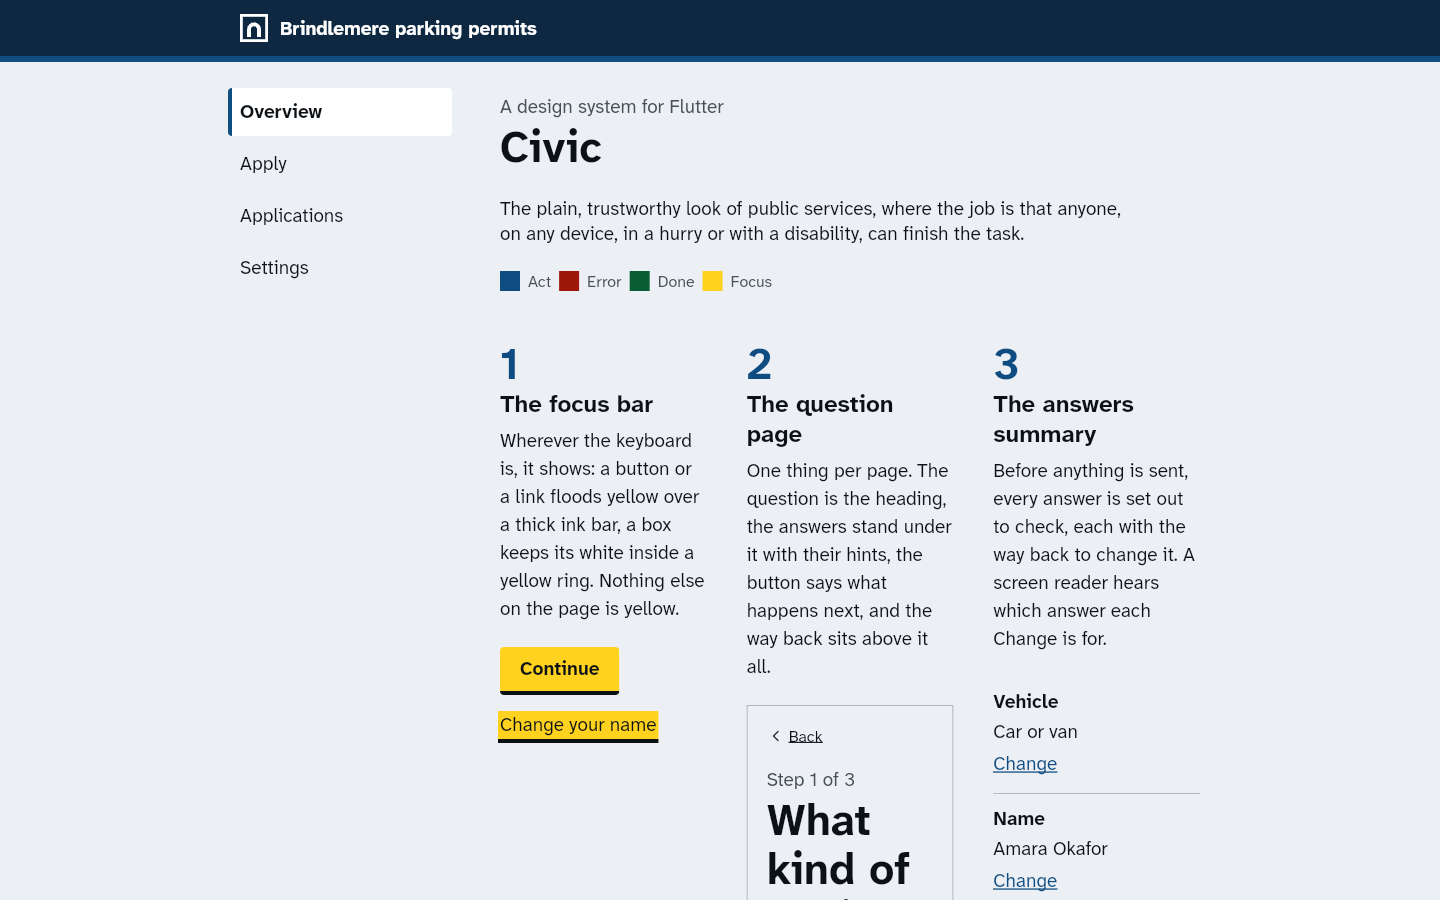 Brindlemere parking permits
Overview
Apply
Applications
Settings
A design system for Flutter
Civic
The plain, trustworthy look of public services, where the job is that anyone,
on any device, in a hurry or with a disability, can finish the task.
Act
Error
Done
Focus
1
The focus bar
Wherever the keyboard
is, it shows: a button or
a link floods yellow over
a thick ink bar, a box
keeps its white inside a
yellow ring. Nothing else
on the page is yellow.
Continue
Change your name
2
The question
page
One thing per page. The
question is the heading,
the answers stand under
it with their hints, the
button says what
happens next, and the
way back sits above it
all.
Back
Step 1 of 3
What
kind of
3
The answers
summary
Before anything is sent,
every answer is set out
to check, each with the
way back to change it. A
screen reader hears
which answer each
Change is for.
Vehicle
Car or van
Change
Name
Amara Okafor
Change